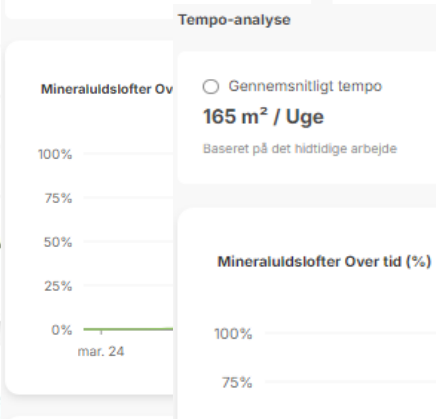 Tempo-analyse
Gennemsnitligt tempo
165 m² / Uge
Baseret på det hidtidige arbejde
Mineraluldslofter Ov
100%
75%
50%
25%
0%
mar. 24
Mineraluldslofter Over tid (%)
100%
75%